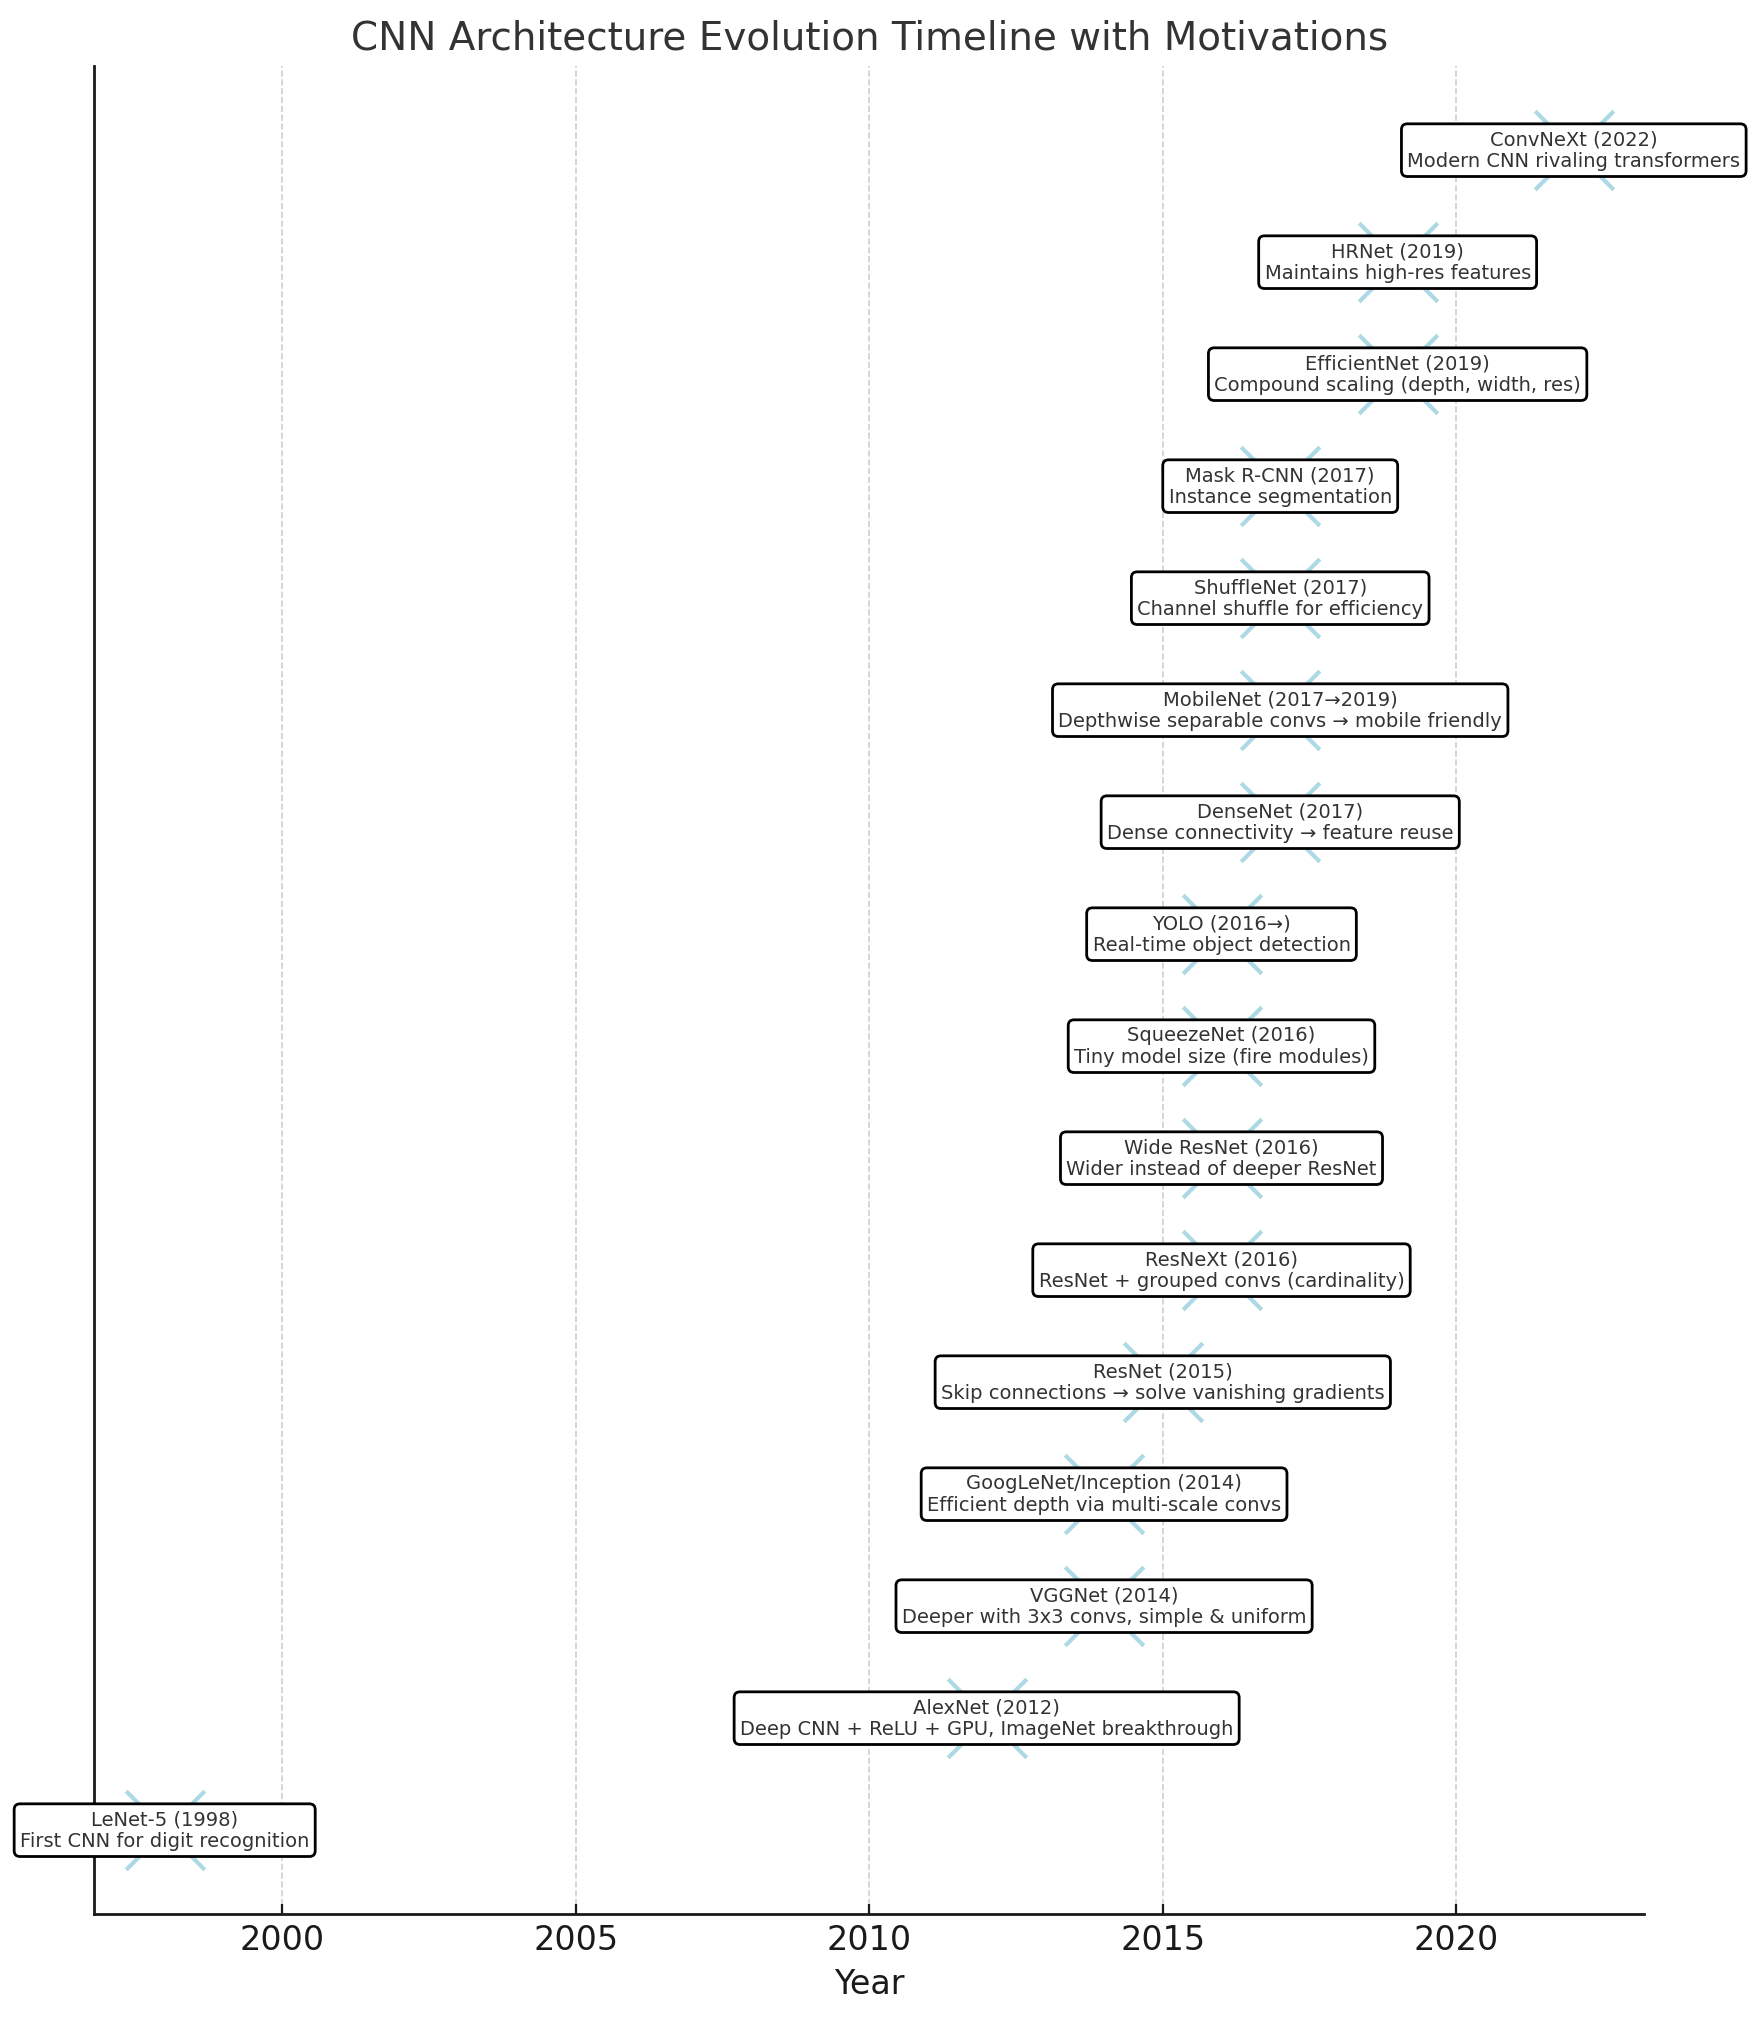 CNN Architecture Evolution Timeline with Motivations
ConvNeXt (2022)
Modern CNN rivaling transformers
HRNet (2019)
Maintains high-res features
EfficientNet (2019)
Compound scaling (depth, width, res)
Mask R-CNN (2017)
Instance segmentation
ShuffleNet (2017)
Channel shuffle for efficiency
MobileNet (2017→2019)
Depthwise separable convs → mobile friendly
DenseNet (2017)
Dense connectivity → feature reuse
YOLO (2016→)
Real-time object detection
SqueezeNet (2016)
Tiny model size (fire modules)
Wide ResNet (2016)
Wider instead of deeper ResNet
ResNeXt (2016)
ResNet + grouped convs (cardinality)
ResNet (2015)
Skip connections → solve vanishing gradients
GoogLeNet/Inception (2014)
Efficient depth via multi-scale convs
VGGNet (2014)
Deeper with 3x3 convs, simple & uniform
AlexNet (2012)
Deep CNN + ReLU + GPU, ImageNet breakthrough
LeNet-5 (1998)
First CNN for digit recognition
2000 2005 2010 2015 2020
Year